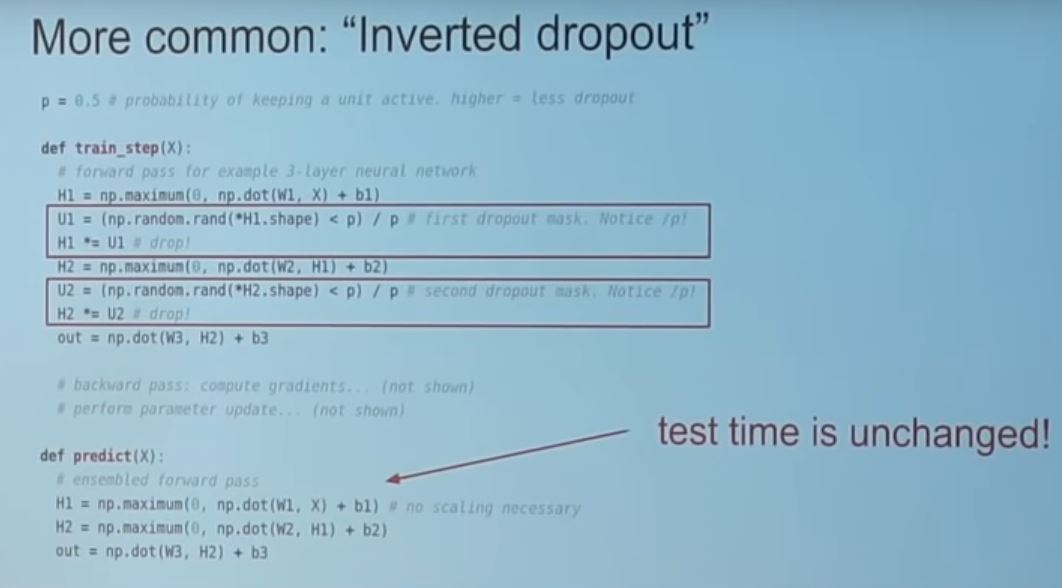 More common: “Inverted dropout”
p = 0.5 # probability of keeping a unit active. higher = less dropout
def train_step(X):
# forward pass for example 3-layer neural network
H1 = np.maximum(0, np.dot(W1, X) + b1)
U1 = (np.random.rand(*H1.shape) < p) / p # first dropout mask. Notice /p!
H1 *= U1 # drop!
H2 = np.maximum(0, np.dot(W2, H1) + b2)
U2 = (np.random.rand(*H2.shape) < p) / p # second dropout mask. Notice /p!
H2 *= U2 # drop!
out = np.dot(W3, H2) + b3
# backward pass: compute gradients... (not shown)
# perform parameter update... (not shown)
test time is unchanged!
def predict(X):
# ensembled forward pass
H1 = np.maximum(0, np.dot(W1, X) + b1) # no scaling necessary
H2 = np.maximum(0, np.dot(W2, H1) + b2)
out = np.dot(W3, H2) + b3